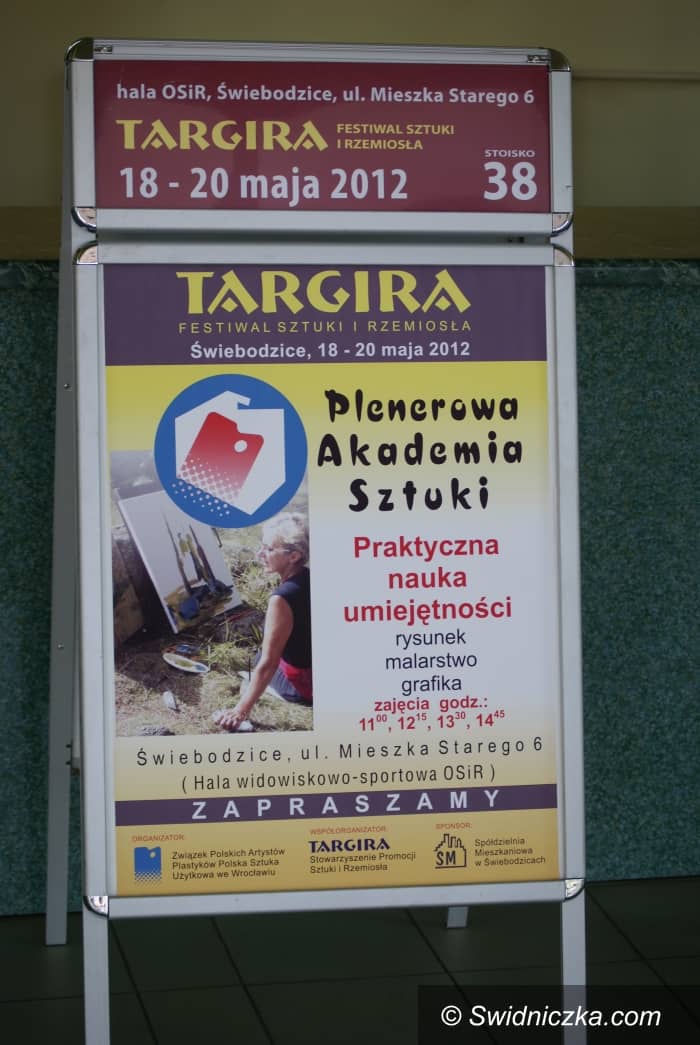 hala OSiR, Świebodzice, ul. Mieszka Starego 6
TARGIRA FESTIWAL SZTUKI
I RZEMIOSŁA
18 - 20 maja 2012
STOISKO
38
TARGIRA
FESTIWAL SZTUKI I RZEMIOSŁA
Świebodzice, 18 - 20 maja 2012
Plenerowa
Akademia
Sztuki
Praktyczna
nauka
umiejętności
rysunek
malarstwo
grafika
zajęcia godz.:
11⁰⁰, 12¹⁵, 13³⁰, 14⁴⁵
Świebodzice, ul. Mieszka Starego 6
( Hala widowiskowo-sportowa OSiR )
ZAPRASZAMY
ORGANIZATOR:
Związek Polskich Artystów
Plastyków Polska Sztuka
Użytkowa we Wrocławiu
WSPÓŁORGANIZATOR:
TARGIRA
Stowarzyszenie Promocji
Sztuki i Rzemiosła
SPONSOR:
SM
Spółdzielnia
Mieszkaniowa
w Świebodzicach
© Swidniczka.com